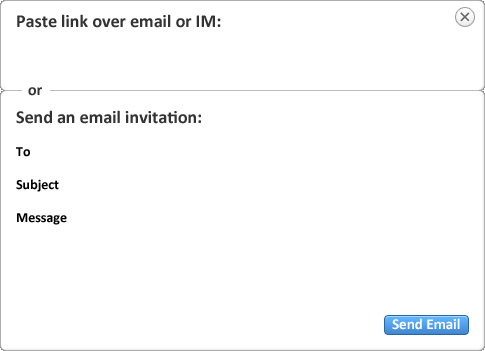 Paste link over email or IM:
or
Send an email invitation:
To
Subject
Message
Send Email